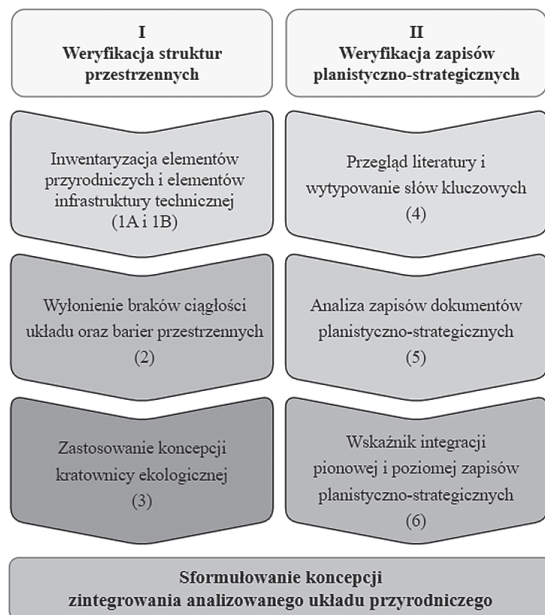 I
Weryfikacja struktur
przestrzennych
Inwentaryzacja elementów
przyrodniczych i elementów
infrastruktury technicznej
(1A i 1B)
Wyłonienie braków ciągłości
układu oraz barier przestrzennych
(2)
Zastosowanie koncepcji
kratownicy ekologicznej
(3)
II
Weryfikacja zapisów
planistyczno-strategicznych
Przegląd literatury i
wytypowanie słów kluczowych
(4)
Analiza zapisów dokumentów
planistyczno-strategicznych
(5)
Wskaźnik integracji
pionowej i poziomej zapisów
planistyczno-strategicznych
(6)
Sformułowanie koncepcji
zintegrowania analizowanego układu przyrodniczego